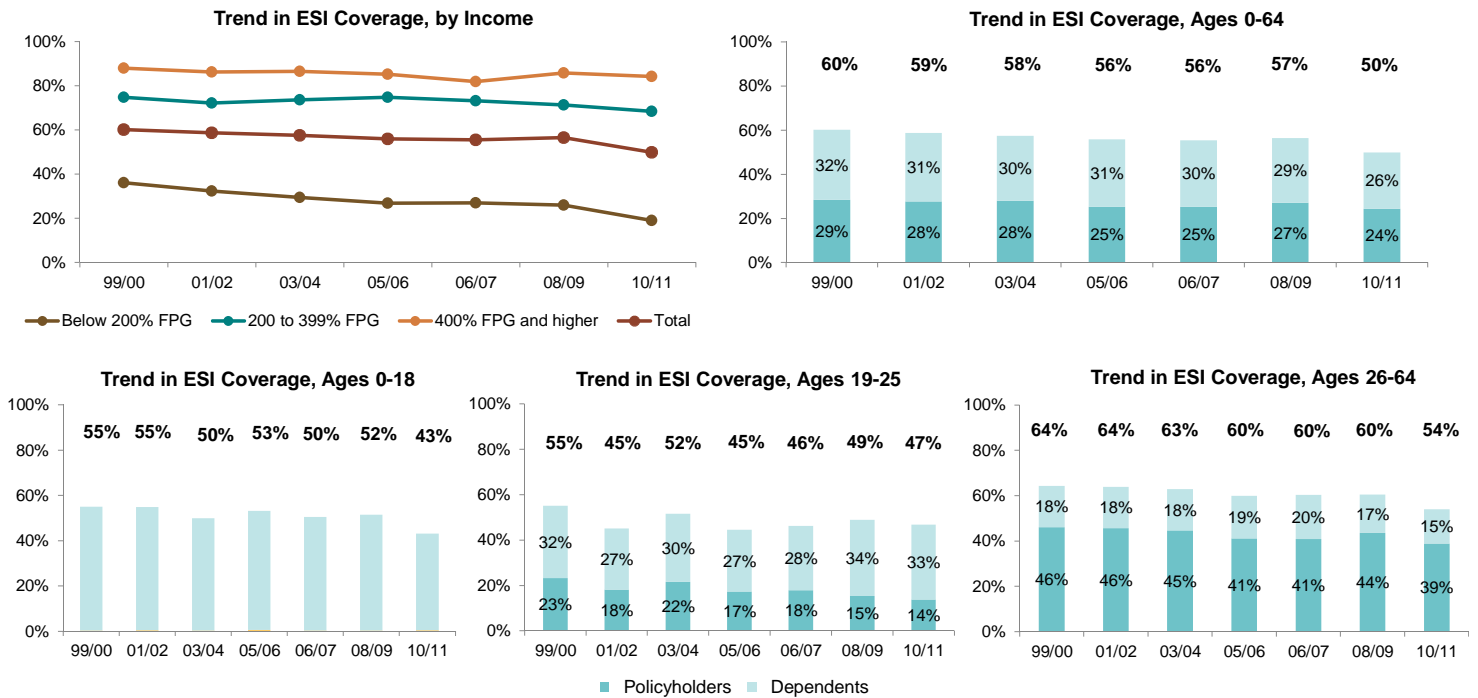 Trend in ESI Coverage, by Income
100%
80%
60%
40%
20%
0%
99/00 01/02 03/04 05/06 06/07 08/09 10/11
Below 200% FPG 200 to 399% FPG 400% FPG and higher Total
Trend in ESI Coverage, Ages 0-64
100%
60% 59% 58% 56% 56% 57% 50%
80%
60%
32% 31% 30% 31% 30% 29% 26%
40%
20%
29% 28% 28% 25% 25% 27% 24%
0%
99/00 01/02 03/04 05/06 06/07 08/09 10/11
Trend in ESI Coverage, Ages 0-18
100%
55% 55% 50% 53% 50% 52% 43%
80%
60%
40%
20%
0%
99/00 01/02 03/04 05/06 06/07 08/09 10/11
Trend in ESI Coverage, Ages 19-25
100%
55% 45% 52% 45% 46% 49% 47%
80%
60%
32% 27% 30% 27% 28% 34% 33%
40%
20%
23% 18% 22% 17% 18% 15% 14%
0%
99/00 01/02 03/04 05/06 06/07 08/09 10/11
Policyholders Dependents
Trend in ESI Coverage, Ages 26-64
100%
64% 64% 63% 60% 60% 60% 54%
80%
60%
18% 18% 18% 19% 20% 17% 15%
40%
46% 46% 45% 41% 41% 44% 39%
20%
0%
99/00 01/02 03/04 05/06 06/07 08/09 10/11